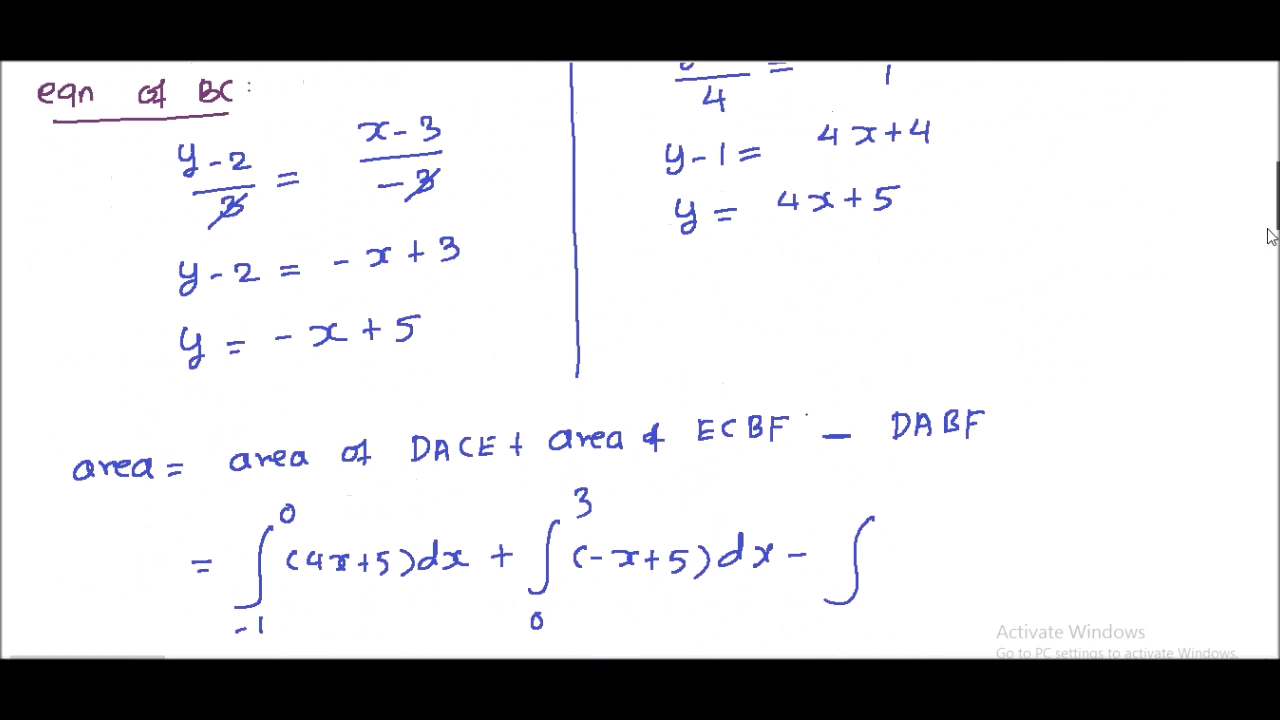 eqn of BC:
y-2/3 = x-3/-3
y-2 = -x+3
y = -x+5
4 = 1
y-1 = 4x+4
y = 4x+5
area = area of DACE + area of ECBF - DABF
= ∫_{-1}^{0} (4x+5)dx + ∫_{0}^{3} (-x+5)dx - ∫
Activate Windows
Go to PC settings to activate Windows.